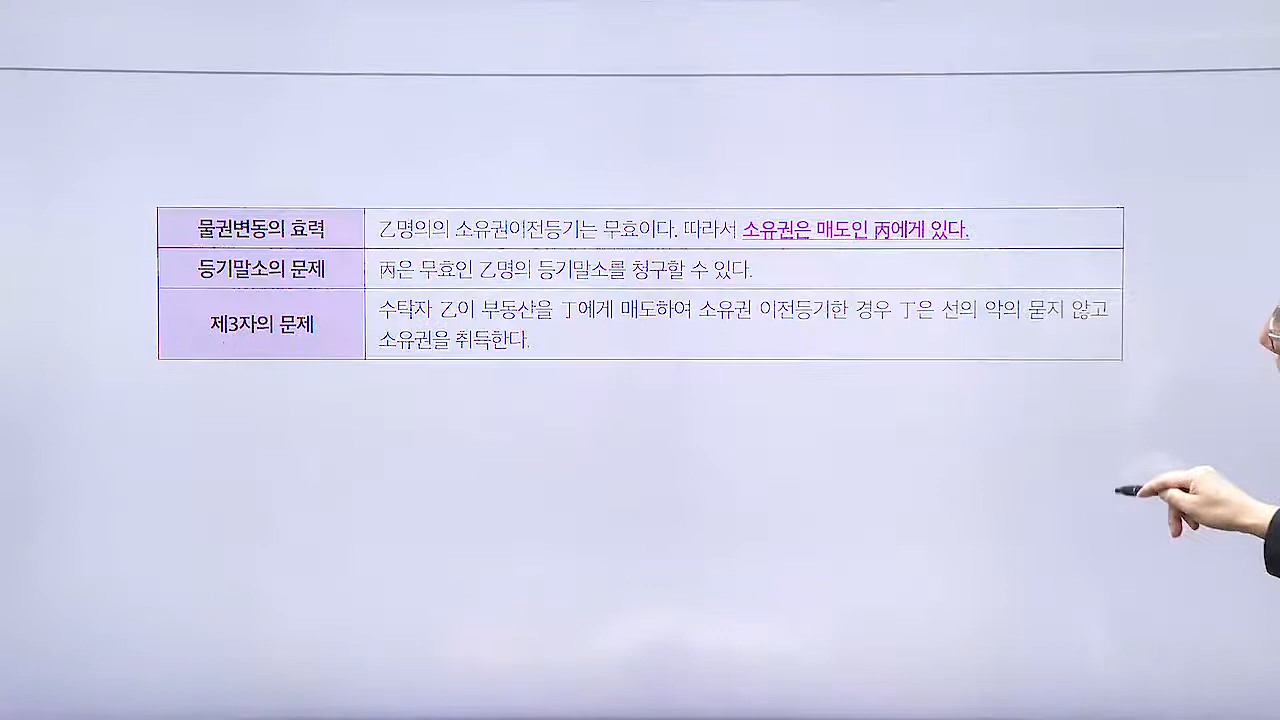 물권변동의 효력
乙명의의 소유권이전등기는 무효이다. 따라서 소유권은 매도인 丙에게 있다.
등기말소의 문제
丙은 무효인 乙명의 등기말소를 청구할 수 있다.
제3자의 문제
수탁자 乙이 부동산을 丁에게 매도하여 소유권 이전등기한 경우 丁은 선의 악의 묻지 않고
소유권을 취득한다.